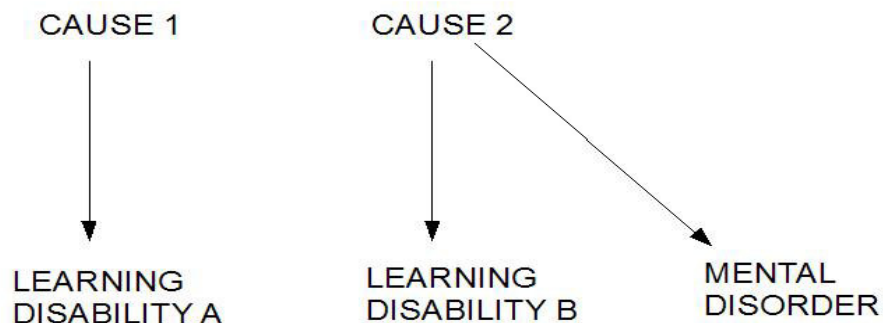 CAUSE 1
CAUSE 2
LEARNING
DISABILITY A
LEARNING
DISABILITY B
MENTAL
DISORDER